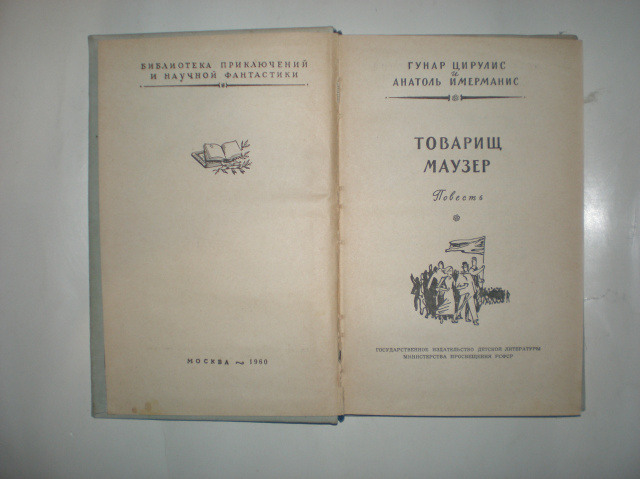 БИБЛИОТЕКА ПРИКЛЮЧЕНИЙ
И НАУЧНОЙ ФАНТАСТИКИ
МОСКВА ~ 1960
ГУНАР ЦИРУЛИС
и
АНАТОЛЬ ИМЕРМАНИС
ТОВАРИЩ
МАУЗЕР
Повесть
ГОСУДАРСТВЕННОЕ ИЗДАТЕЛЬСТВО ДЕТСКОЙ ЛИТЕРАТУРЫ
МИНИСТЕРСТВА ПРОСВЕЩЕНИЯ РСФСР